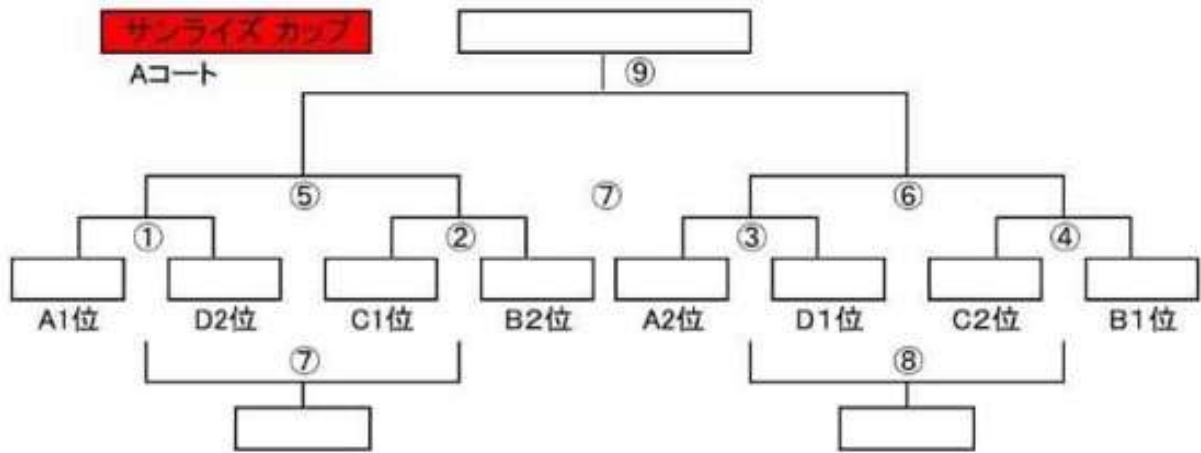 サンライズ カップ
Aコート
⑨
⑤ ⑦ ⑥
① ② ③ ④
A1位 D2位 C1位 B2位 A2位 D1位 C2位 B1位
⑦ ⑧